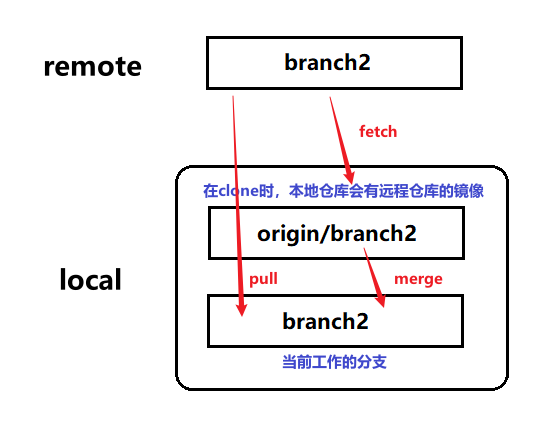 remote
branch2
fetch
在clone时，本地仓库会有远程仓库的镜像
origin/branch2
local
pull
merge
branch2
当前工作的分支